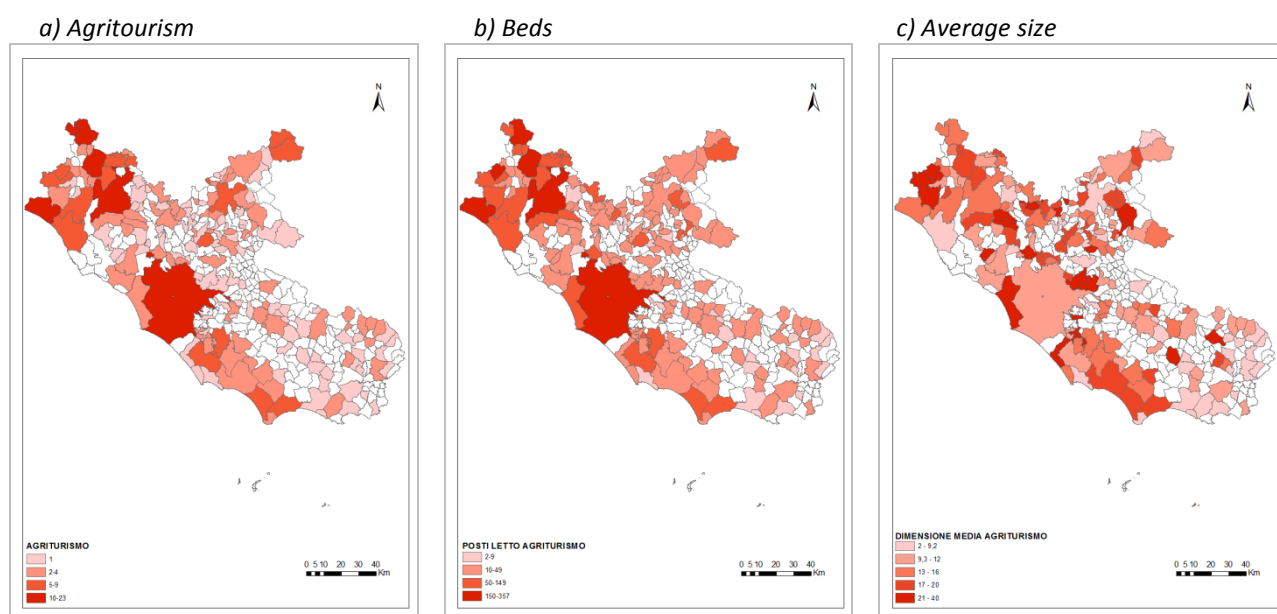 a) Agritourism
b) Beds
c) Average size
N
AGRITURISMO
1
2-4
5-9
10-23
0 5 10 20 30 40
Km
N
POSTI LETTO AGRITURISMO
2-9
10-49
50-149
150-357
0 5 10 20 30 40
Km
N
DIMENSIONE MEDIA AGRITURISMO
2 - 9,2
9,3 - 12
13 - 16
17 - 20
21 - 40
0 5 10 20 30 40
Km